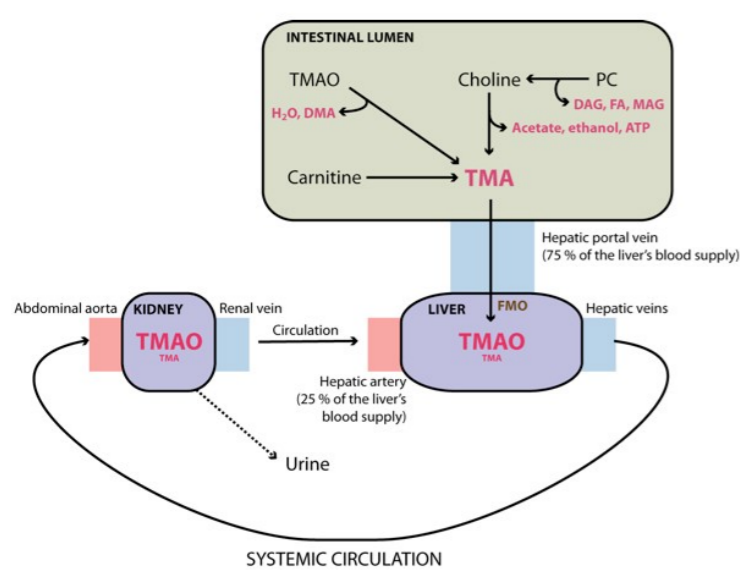 INTESTINAL LUMEN
TMAO
Choline
PC
H₂O, DMA
DAG, FA, MAG
Acetate, ethanol, ATP
Carnitine
TMA
Hepatic portal vein
(75 % of the liver's blood supply)
Abdominal aorta
KIDNEY
Renal vein
LIVER
FMO
Hepatic veins
TMAO
TMA
Circulation
TMAO
TMA
Hepatic artery
(25 % of the liver's
blood supply)
Urine
SYSTEMIC CIRCULATION